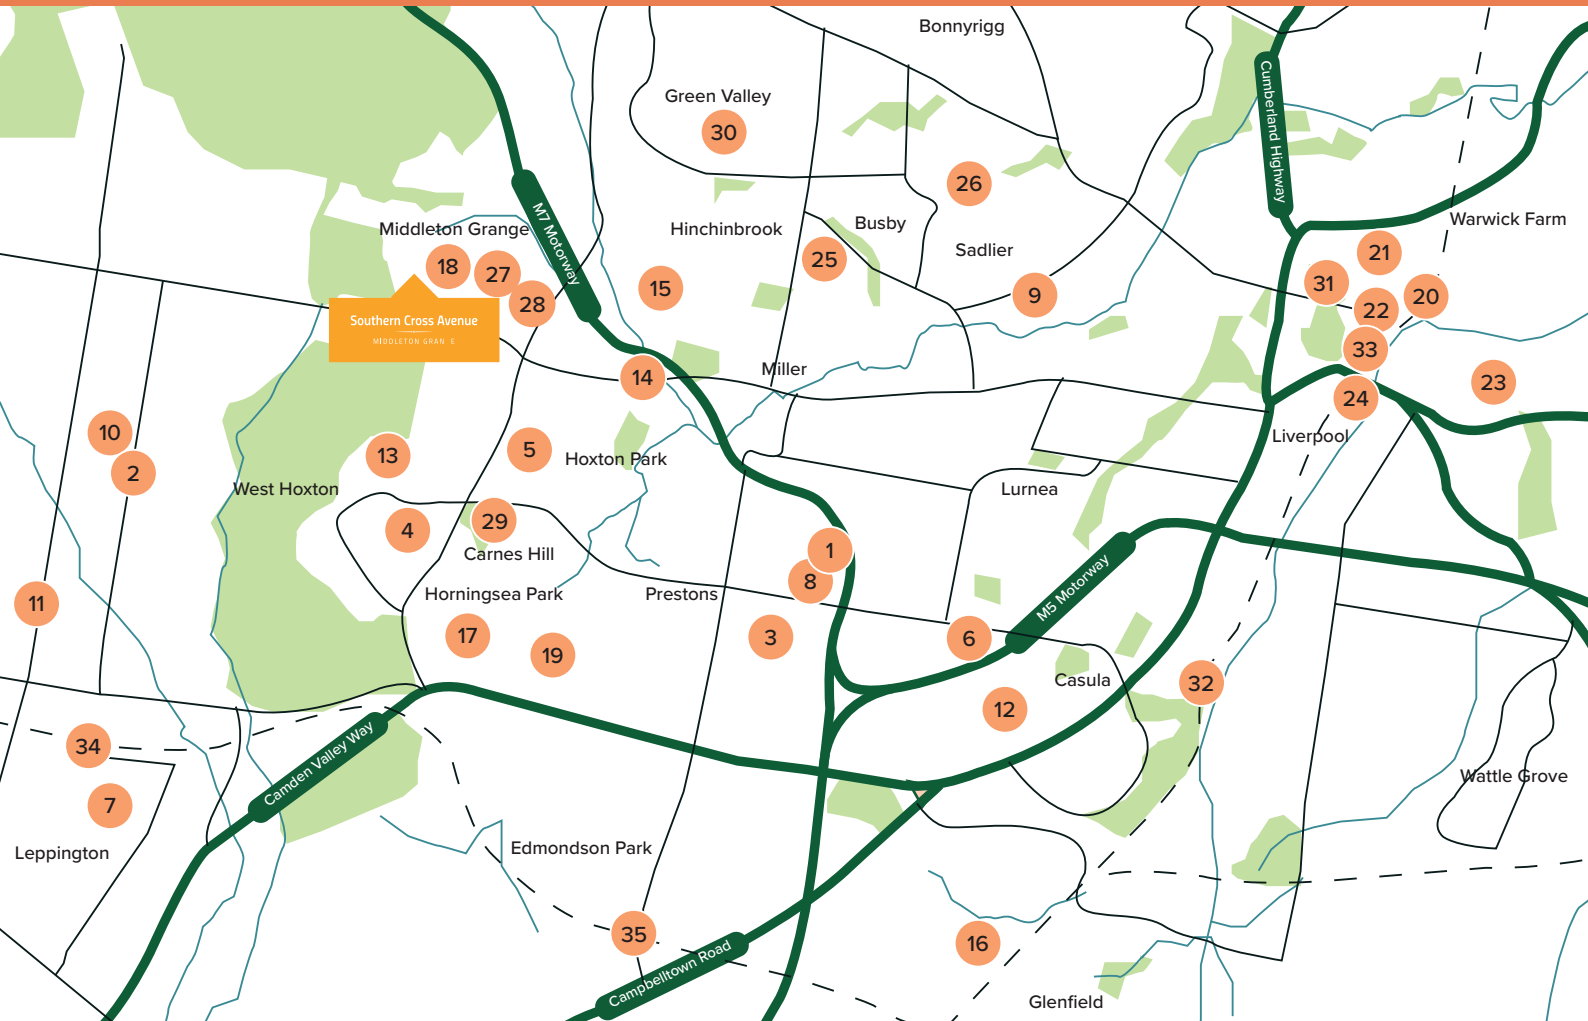 Bonnyrigg
Cumberland Highway
Green Valley
30
26
M7 Motorway
Middleton Grange
Hinchinbrook
Busby
Sadlier
Warwick Farm
18
27
28
15
25
9
21
31
22
20
Southern Cross Avenue
MIDDLETON GRAN E
33
14
Miller
24
23
Liverpool
10
2
13
5
Hoxton Park
West Hoxton
Lurnea
4
29
Carnes Hill
1
8
M5 Motorway
11
Horningsea Park
Prestons
17
19
3
6
Casula
32
12
34
Camden Valley Way
7
Wattle Grove
Leppington
Edmondson Park
35
16
Campbelltown Road
Glenfield